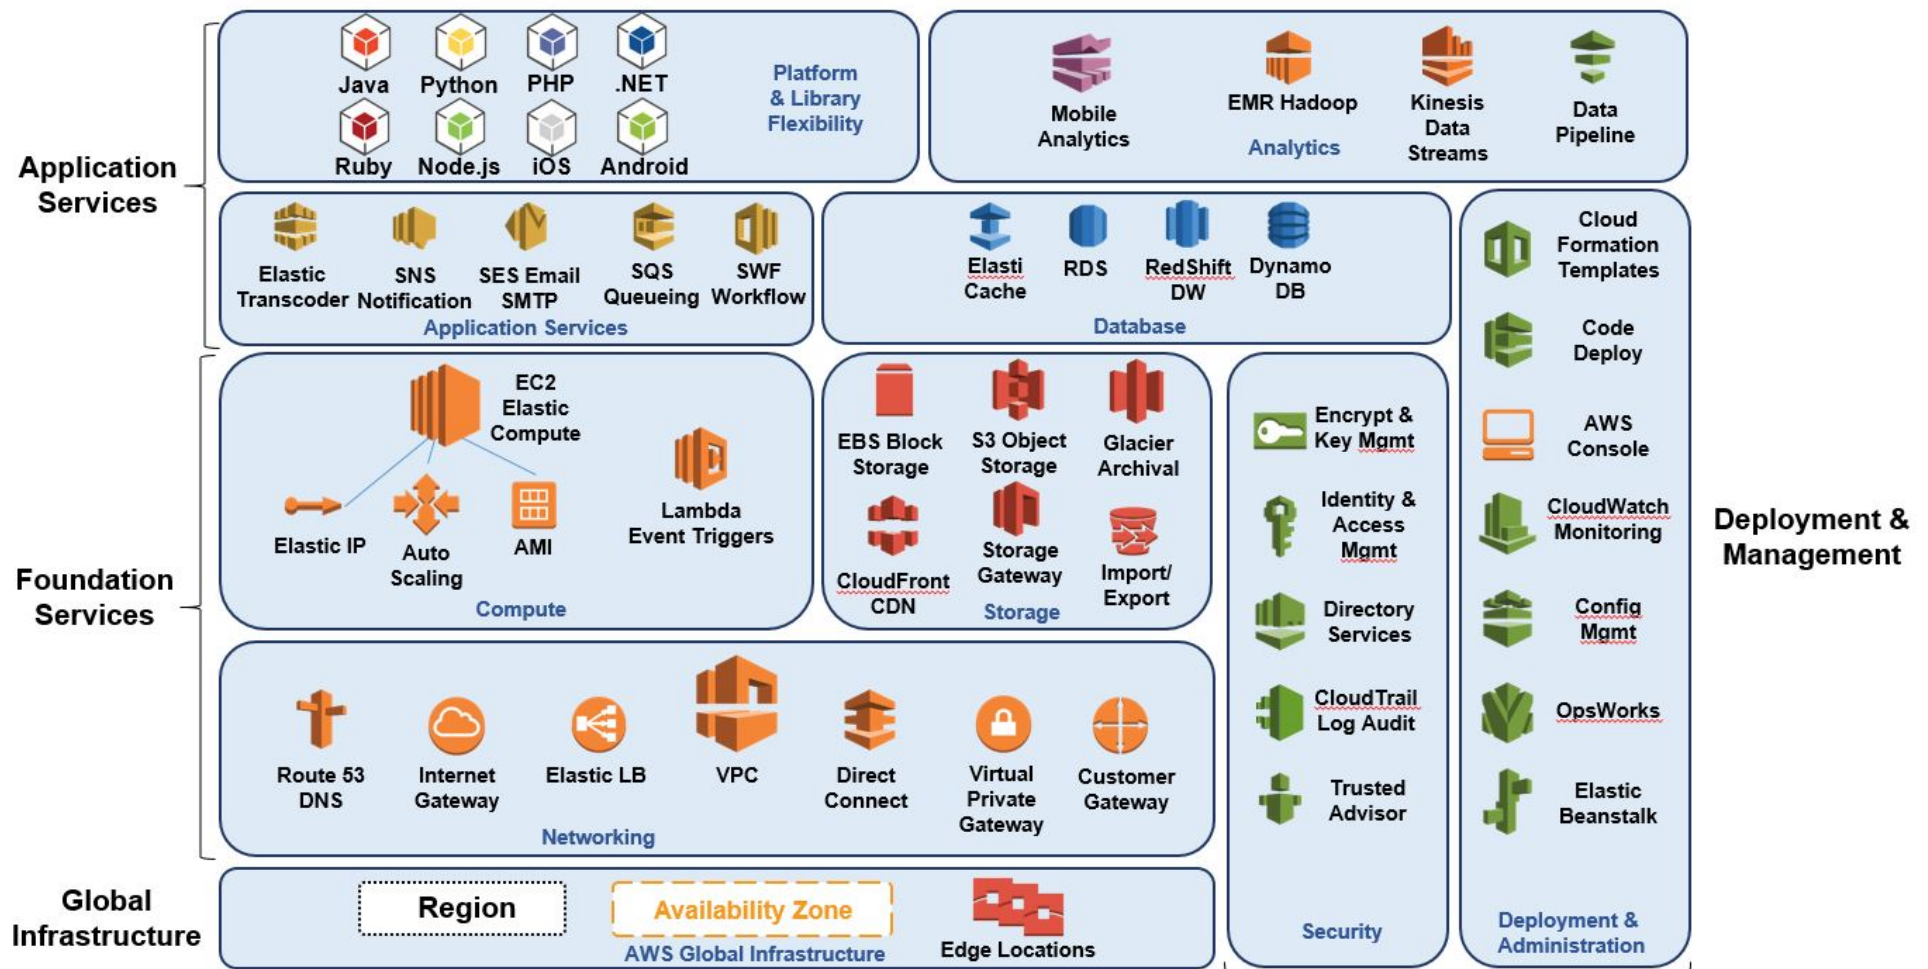 Application
Services
Java
Python
PHP
.NET
Ruby
Node.js
iOS
Android
Platform
& Library
Flexibility
Mobile
Analytics
EMR Hadoop
Kinesis
Data
Streams
Data
Pipeline
Analytics
Elastic
Transcoder
SNS
Notification
SES Email
SMTP
SQS
Queueing
SWF
Workflow
Application Services
Elasti
Cache
RDS
RedShift
DW
Dynamo
DB
Database
Foundation
Services
EC2
Elastic
Compute
Elastic IP
Auto
Scaling
AMI
Lambda
Event Triggers
Compute
EBS Block
Storage
S3 Object
Storage
Glacier
Archival
CloudFront
CDN
Storage
Gateway
Import/
Export
Storage
Route 53
DNS
Internet
Gateway
Elastic LB
VPC
Direct
Connect
Virtual
Private
Gateway
Customer
Gateway
Networking
Global
Infrastructure
Region
Availability Zone
Edge Locations
AWS Global Infrastructure
Encrypt &
Key Mgmt
Identity &
Access
Mgmt
Directory
Services
CloudTrail
Log Audit
Trusted
Advisor
Security
Cloud
Formation
Templates
Code
Deploy
AWS
Console
CloudWatch
Monitoring
Config
Mgmt
OpsWorks
Elastic
Beanstalk
Deployment &
Administration
Deployment &
Management